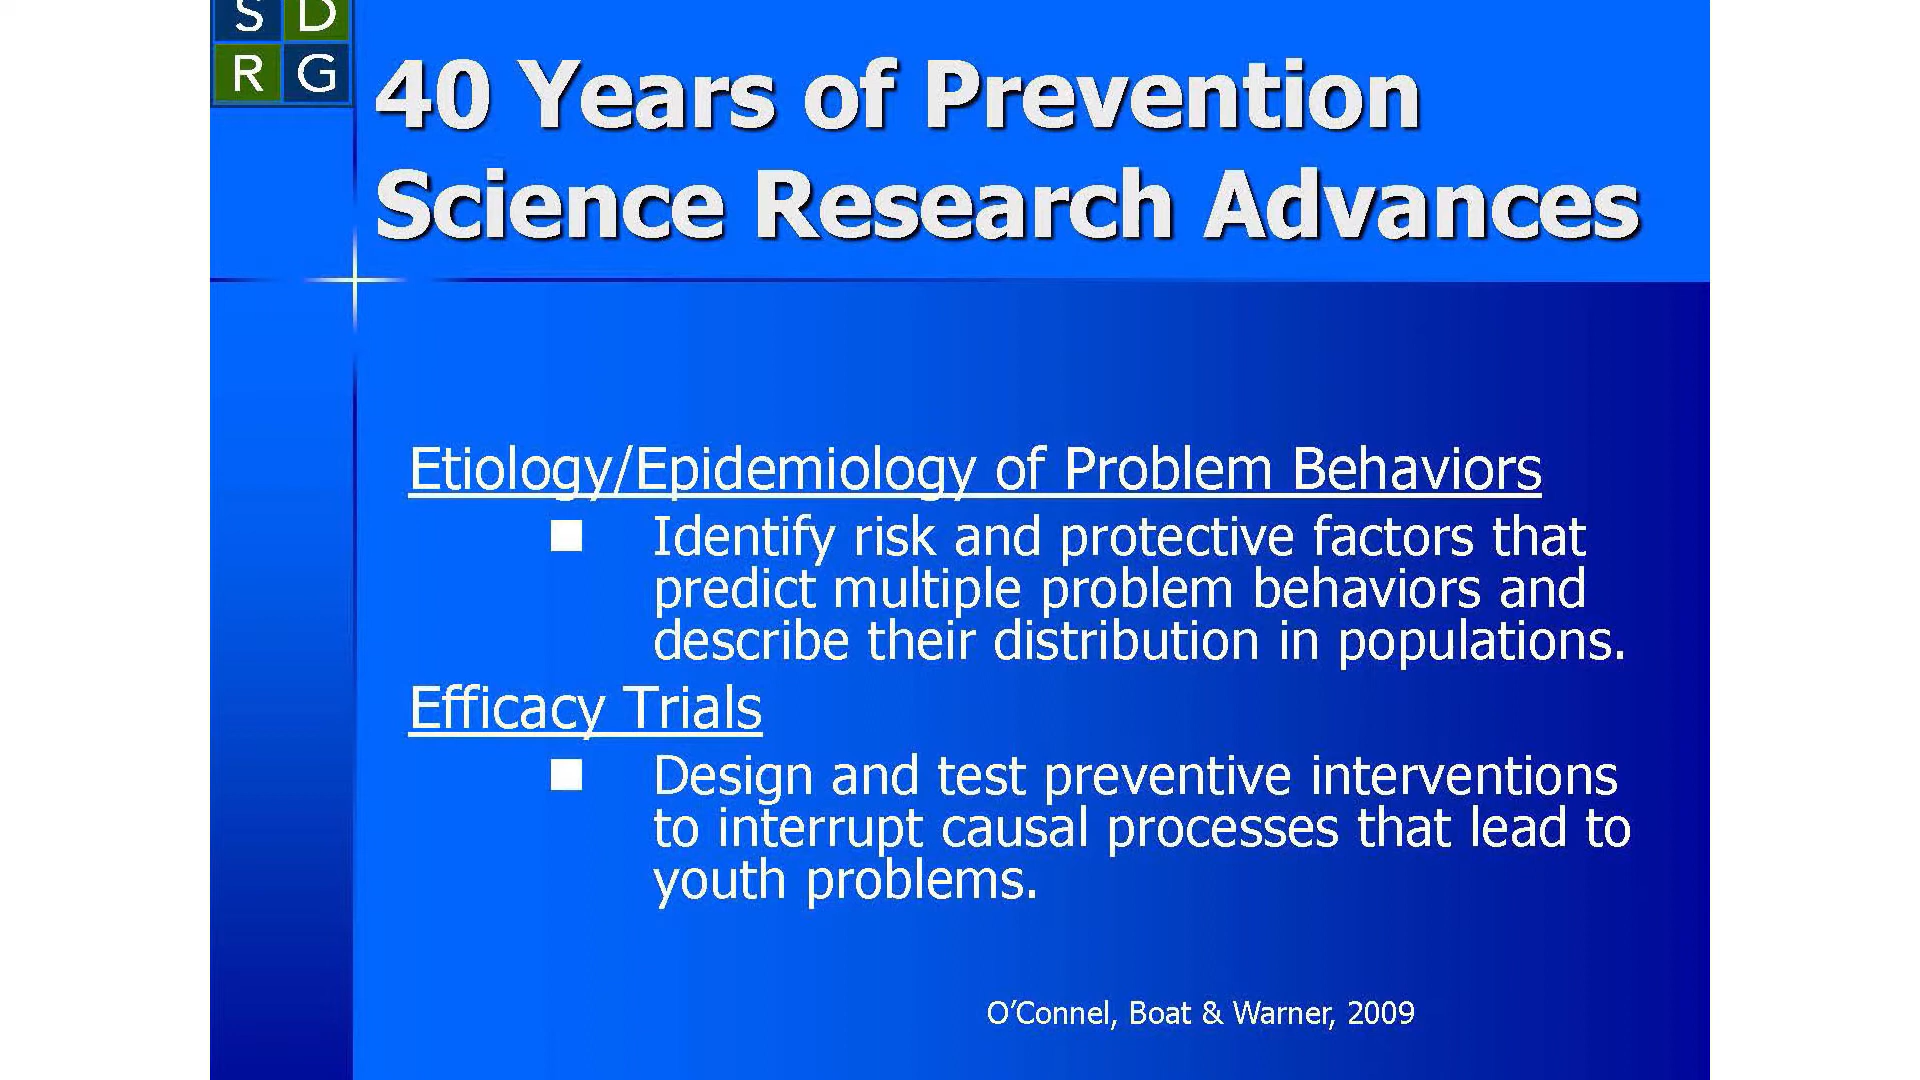 S D
R G
40 Years of Prevention
Science Research Advances
Etiology/Epidemiology of Problem Behaviors
Identify risk and protective factors that
predict multiple problem behaviors and
describe their distribution in populations.
Efficacy Trials
Design and test preventive interventions
to interrupt causal processes that lead to
youth problems.
O’Connel, Boat & Warner, 2009